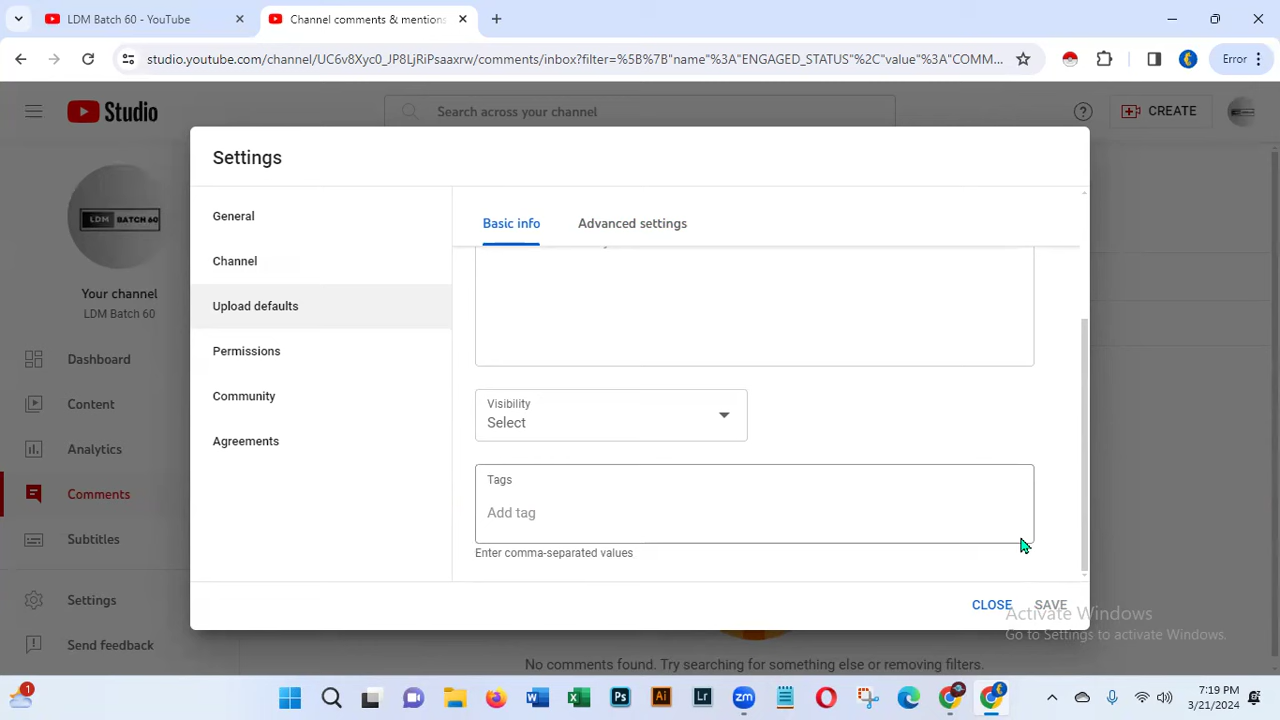 LDM Batch 60 - YouTube
Channel comments & mentions
studio.youtube.com/channel/UC6v8Xyc0_JP8LjRiPsaarrw/comments/inbox?filter=%5B%7B"name"%3A"ENGAGED_STATUS"%2C"value"%3A"COMM...
Error
Studio
Search across your channel
CREATE
Settings
General
Channel
Upload defaults
Permissions
Community
Agreements
Basic info
Advanced settings
Visibility
Select
Tags
Add tag
Enter comma-separated values
CLOSE
SAVE
LDM BATCH 60
Your channel
LDM Batch 60
Dashboard
Content
Analytics
Comments
Subtitles
Settings
Send feedback
No comments found. Try searching for something else or removing filters.
Activate Windows
Go to Settings to activate Windows.
1
7:19 PM
3/21/2024